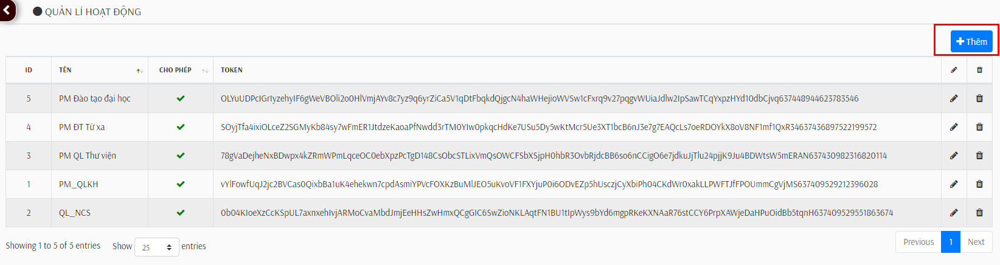 QUẢN LÍ HOẠT ĐỘNG
Thêm
ID TÊN CHO PHÉP TOKEN
5 PM Đào tạo đại học OLYuUDPcIGrIyzehyIF6gWeVBOli2o0HlVmjAYv8c7yz9q6yrZiCa5V1qDtFbqkdQjgcN4haWHejioWVSw1cFxrq9v27pqgvWUiaJdlw2IpSawTCqYxpzHYd10dbCjvq637448944623783546
4 PM ĐT Từ xa SOyjTfa4ixiOLceZ2SGMyKb84sy7wFmER1JtdzeKaoaPfNwdd3rTM0YIw0pkqcHdKe7USu5Dy5wKtMcr5Ue3XT1bcB6nJ3e7g7EAQcLs7oeRDOYkX8oV8NF1mf1QxR34637436897522199572
3 PM QL Thư viện 78gVaDejheNxBDwpx4kZRmWPmLqceOC0ebXpzPcTgD148CsObcSTLixVmQsOWCFSbXSjpH0hbR3OvbRjdcBB6so6nCCigO6e7jdkuJjTlu24pjjK9Ju4BDWtsW5mERAN637430982316820114
1 PM_QLKH vYlFowfUqJ2jc2BVCas0QixbBa1uK4ehekwn7cpdAsmiYPVcFOXKzBuMlJEO5uKvoVF1FXYjuP0i6ODvEZp5hUsczjCyXbiPh04CKdWr0xakLLPWFTJfFPOUmmCgVjMS637409529212396028
2 QL_NCS 0b04KIoeXzCcKSpUL7axnxehIvjARMoCvaMbdJmjEeHHsZwHmxQCgGIC6SwZioNKLAqtFN1BU1tIpWys9bYd6mgpRKeKXNAaR76stCCY6PrpXAWjeDaHPuOidBb5tqnH637409529551863674
Showing 1 to 5 of 5 entries Show 25 entries Previous 1 Next